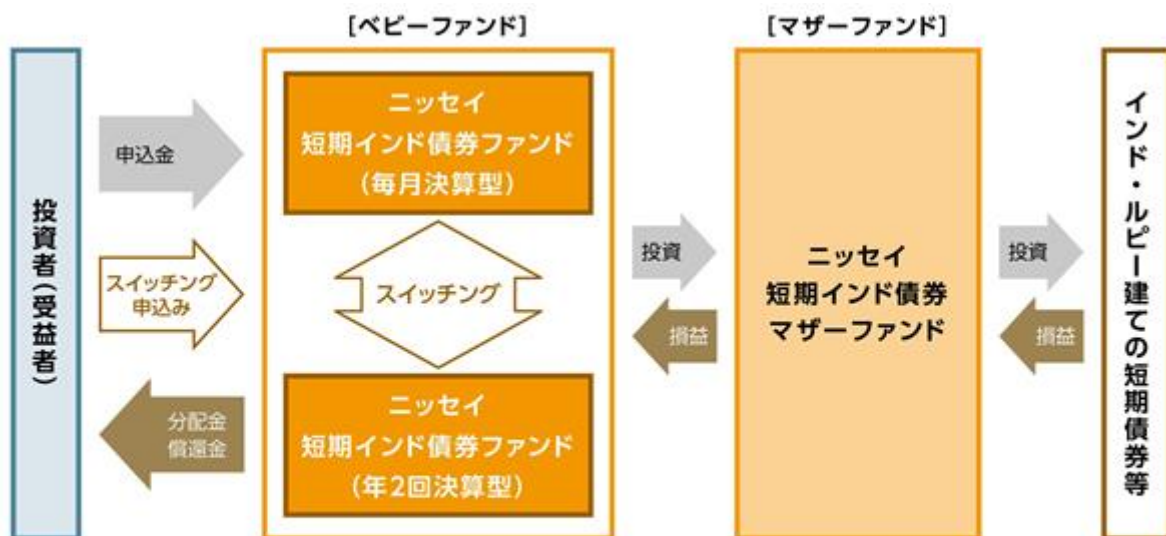 [ベビーファンド]
[マザーファンド]
投資者(受益者)
申込金
スイッチング
申込み
分配金
償還金
ニッセイ
短期インド債券ファンド
(毎月決算型)
スイッチング
ニッセイ
短期インド債券ファンド
(年2回決算型)
投資
損益
ニッセイ
短期インド債券
マザーファンド
投資
損益
インド・ルピー建ての短期債券等